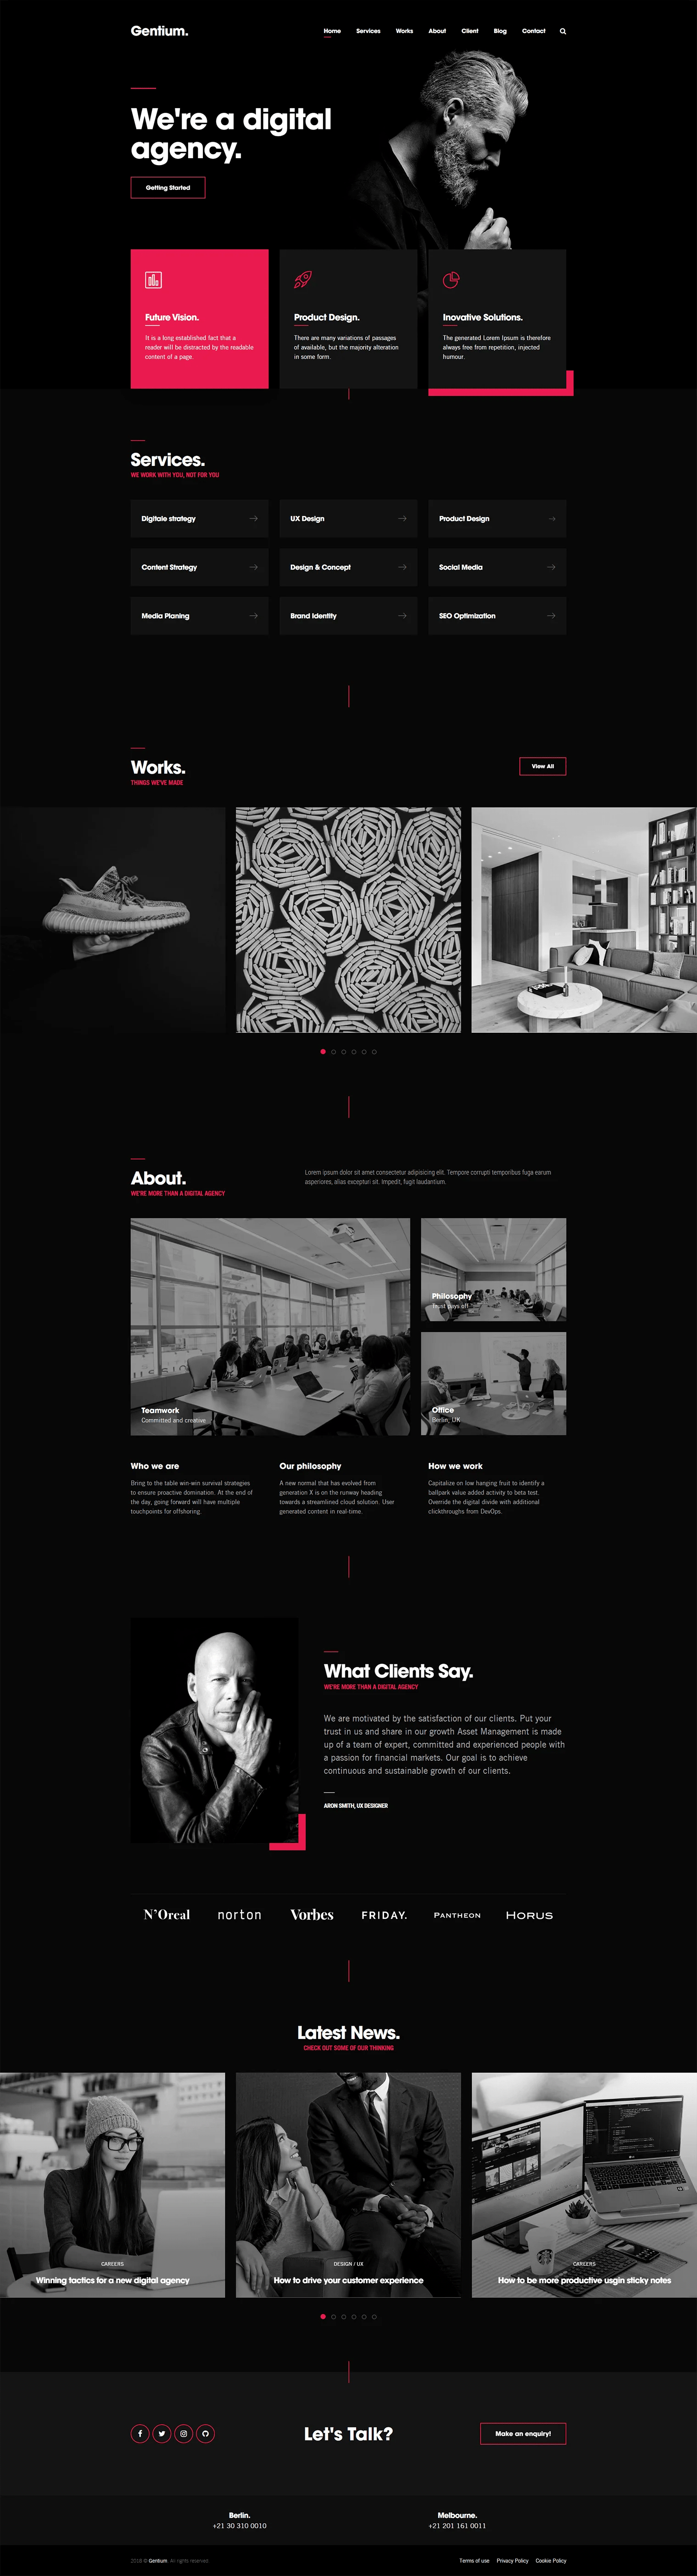 Gentium.
Home Services Works About Client Blog Contact
We're a digital
agency.
Getting Started
Future Vision.
It is a long established fact that a
reader will be distracted by the readable
content of a page.
Product Design.
There are many variations of passages
of available, but the majority alteration
in some form.
Inovative Solutions.
The generated Lorem Ipsum is therefore
always free from repetition, injected
humour.
Services.
WE WORK WITH YOU, NOT FOR YOU
Digitale strategy
UX Design
Product Design
Content Strategy
Design & Concept
Social Media
Media Planing
Brand Identity
SEO Optimization
Works.
THINGS WE'VE MADE
View All
About.
WE'RE MORE THAN A DIGITAL AGENCY
Lorem ipsum dolor sit amet consectetur adipisicing elit. Tempore corrupti temporibus fuga earum
asperiores, alias excepturi sit. Impedit, fugit laudantium.
Teamwork
Committed and creative
Philosophy
Trust pays off
Office
Berlin, UK
Who we are
Bring to the table win-win survival strategies
to ensure proactive domination. At the end of
the day, going forward will have multiple
touchpoints for offshoring.
Our philosophy
A new normal that has evolved from
generation X is on the runway heading
towards a streamlined cloud solution. User
generated content in real-time.
How we work
Capitalize on low hanging fruit to identify a
ballpark value added activity to beta test.
Override the digital divide with additional
clickthroughs from DevOps.
What Clients Say.
WE'RE MORE THAN A DIGITAL AGENCY
We are motivated by the satisfaction of our clients. Put your
trust in us and share in our growth Asset Management is made
up of a team of expert, committed and experienced people with
a passion for financial markets. Our goal is to achieve
continuous and sustainable growth of our clients.
ARON SMITH, UX DESIGNER
N'Oreal
norton
Vorbes
FRIDAY.
PANTHEON
HORUS
Latest News.
CHECK OUT SOME OF OUR THINKING
CAREERS
Winning tactics for a new digital agency
DESIGN / UX
How to drive your customer experience
CAREERS
How to be more productive usgin sticky notes
Let's Talk?
Make an enquiry!
Berlin.
+21 30 310 0010
Melbourne.
+21 201 161 0011
2018 © Gentium. All rights reserved.
Terms of use Privacy Policy Cookie Policy